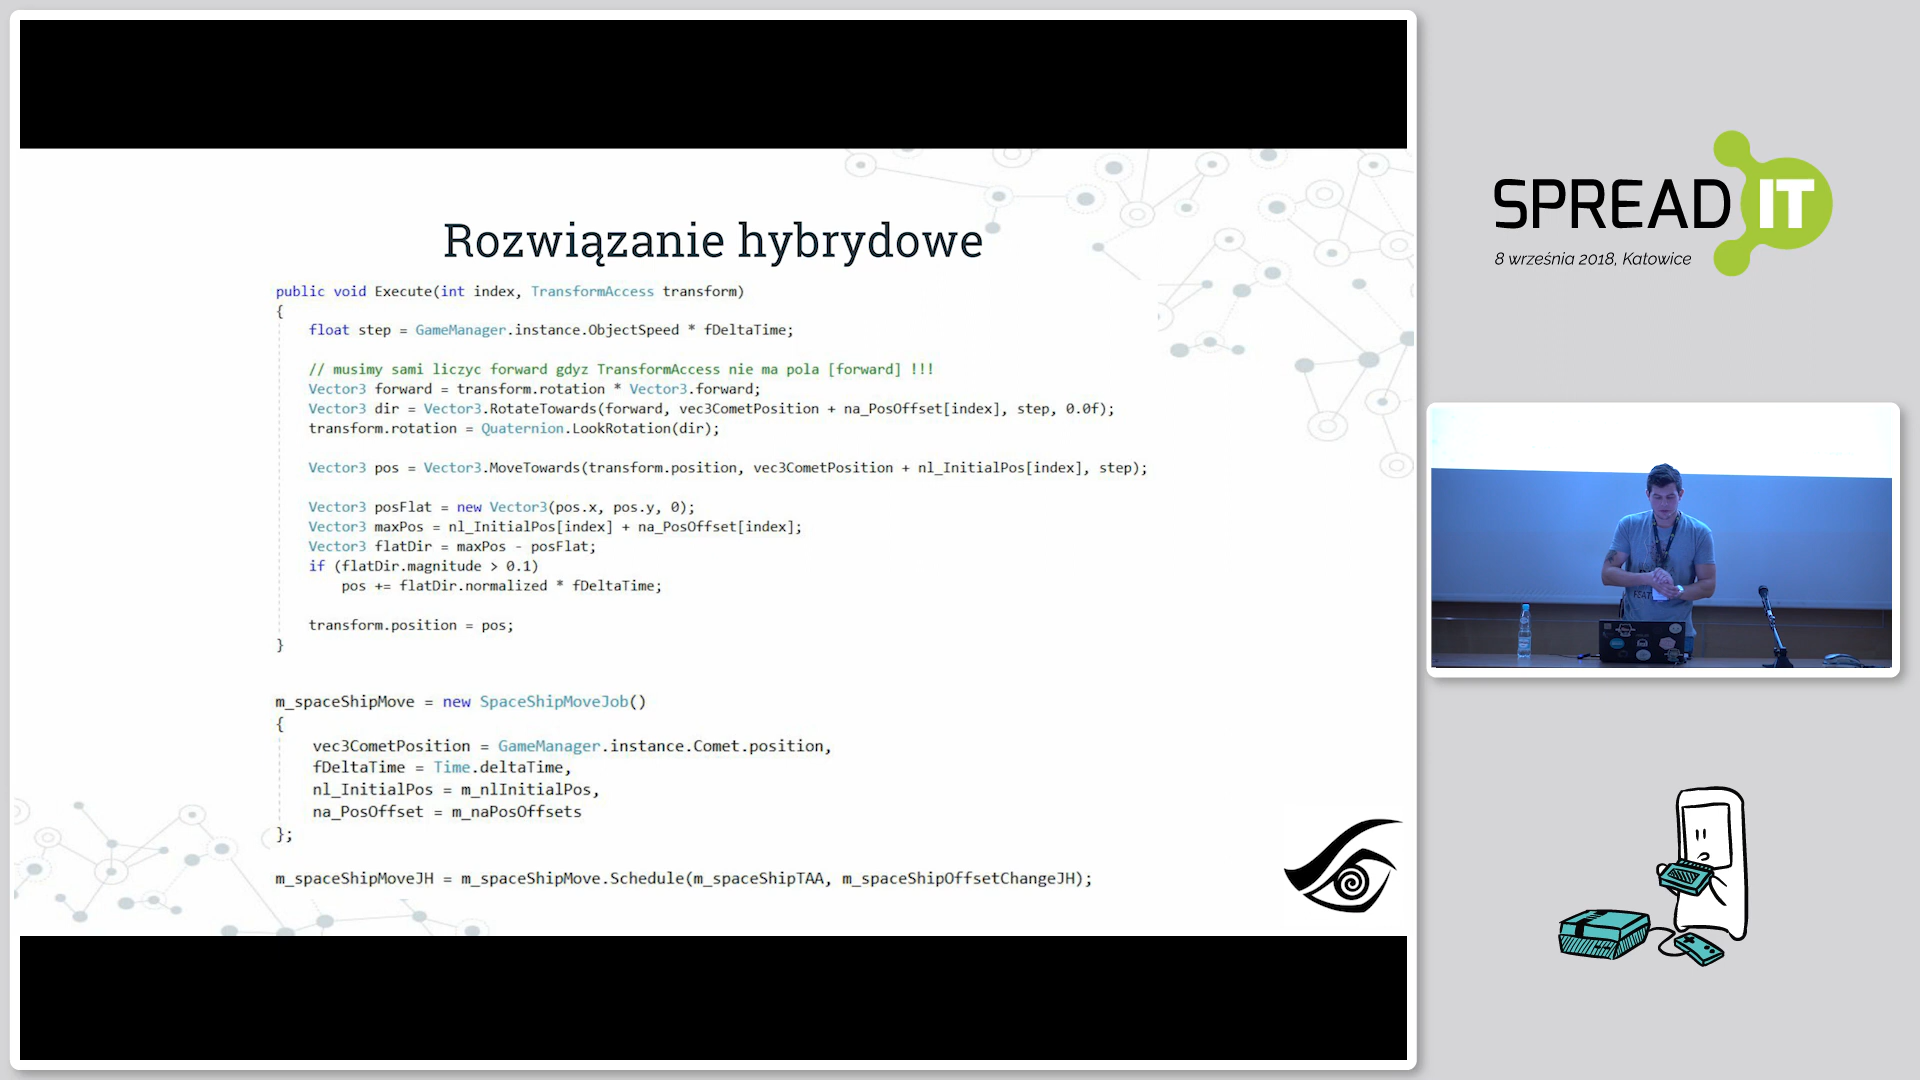 Rozwiązanie hybrydowe
public void Execute(int index, TransformAccess transform)
{
float step = GameManager.instance.ObjectSpeed * fDeltaTime;
// musimy sami liczyc forward gdyz TransformAccess nie ma pola [forward] !!!
Vector3 forward = transform.rotation * Vector3.forward;
Vector3 dir = Vector3.RotateTowards(forward, vec3CometPosition + na_PosOffset[index], step, 0.0f);
transform.rotation = Quaternion.LookRotation(dir);
Vector3 pos = Vector3.MoveTowards(transform.position, vec3CometPosition + nl_InitialPos[index], step);
Vector3 posFlat = new Vector3(pos.x, pos.y, 0);
Vector3 maxPos = nl_InitialPos[index] + na_PosOffset[index];
Vector3 flatDir = maxPos - posFlat;
if (flatDir.magnitude > 0.1)
pos += flatDir.normalized * fDeltaTime;
transform.position = pos;
}
m_spaceShipMove = new SpaceShipMoveJob()
{
vec3CometPosition = GameManager.instance.Comet.position,
fDeltaTime = Time.deltaTime,
nl_InitialPos = m_nlInitialPos,
na_PosOffset = m_naPosOffsets
};
m_spaceShipMoveJH = m_spaceShipMove.Schedule(m_spaceShipTAA, m_spaceShipOffsetChangeJH);
SPREAD IT
8 września 2018, Katowice